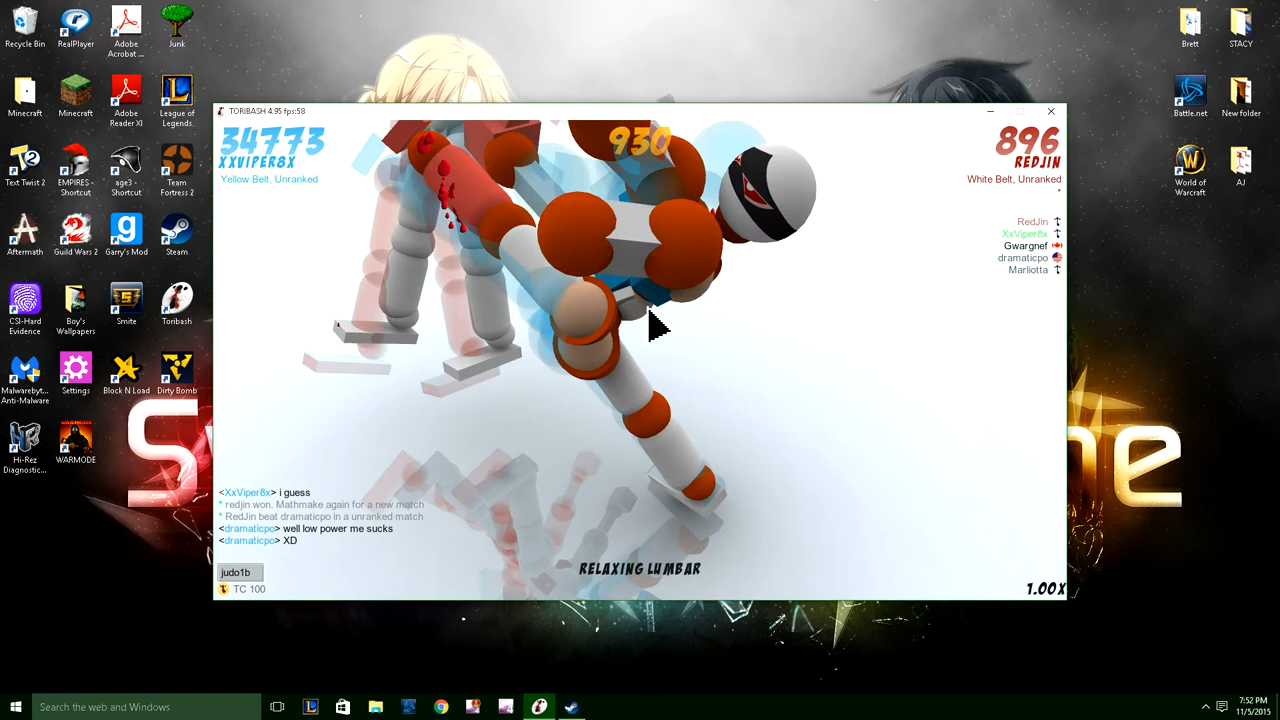 Recycle Bin
RealPlayer
Adobe
Acrobat ...
Junk
Minecraft
Minecraft
Adobe
Reader XI
League of
Legends
Text Twist 2
EMPIRES -
Shortcut
age3 -
Shortcut
Team
Fortress 2
Aftermath
Guild Wars 2
Garry's Mod
Steam
CSI-Hard
Evidence
Boy's
Wallpapers
Smite
Toribash
Malwarebyt...
Anti-Malware
Settings
Block N Load
Dirty Bomb
Hi-Rez
Diagnostic...
WARMODE
TORIBASH 4.95 fps:58
34773
XXVIPER8X
Yellow Belt, Unranked
930
896
REDJIN
White Belt, Unranked
*
RedJin
XxViper8x
Gwargnef
dramaticpo
Marliotta
<XxViper8x> i guess
* redjin won. Mathmake again for a new match
* RedJin beat dramaticpo in a unranked match
<dramaticpo> well low power me sucks
<dramaticpo> XD
judo1b
TC 100
RELAXING LUMBAR
1.00X
Brett
STACY
Battle.net
New folder
World of
Warcraft
AJ
Search the web and Windows
7:52 PM
11/5/2015